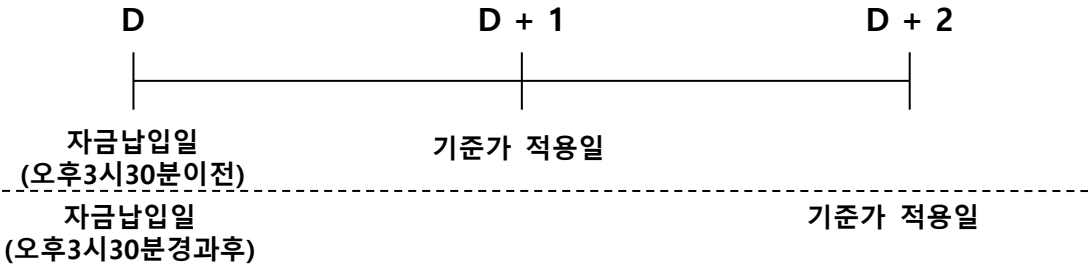 D D + 1 D + 2
자금납입일 기준가 적용일
(오후3시30분이전)
자금납입일 기준가 적용일
(오후3시30분경과후)